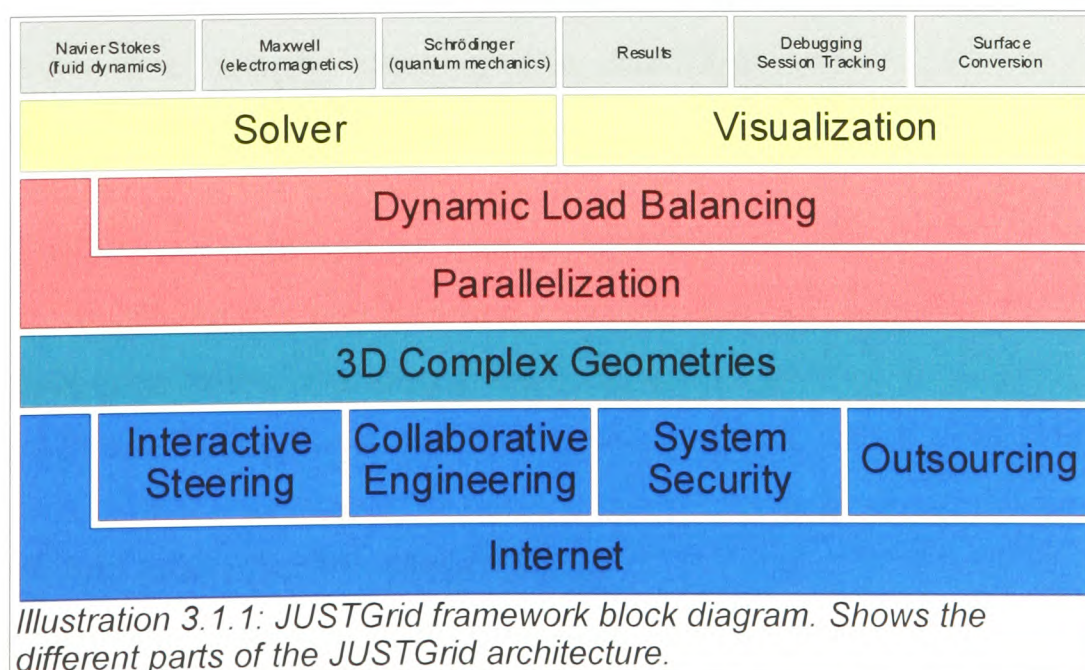 Navier Stokes
(fuid dynamics)
Maxwell
(electromagnetics)
Schrödinger
(quantum mechanics)
Results
Debugging
Session Tracking
Surface
Conversion
Solver
Visualization
Dynamic Load Balancing
Parallelization
3D Complex Geometries
Interactive
Steering
Collaborative
Engineering
System
Security
Outsourcing
Internet
Illustration 3.1.1: JUSTGrid framework block diagram. Shows the
different parts of the JUSTGrid architecture.